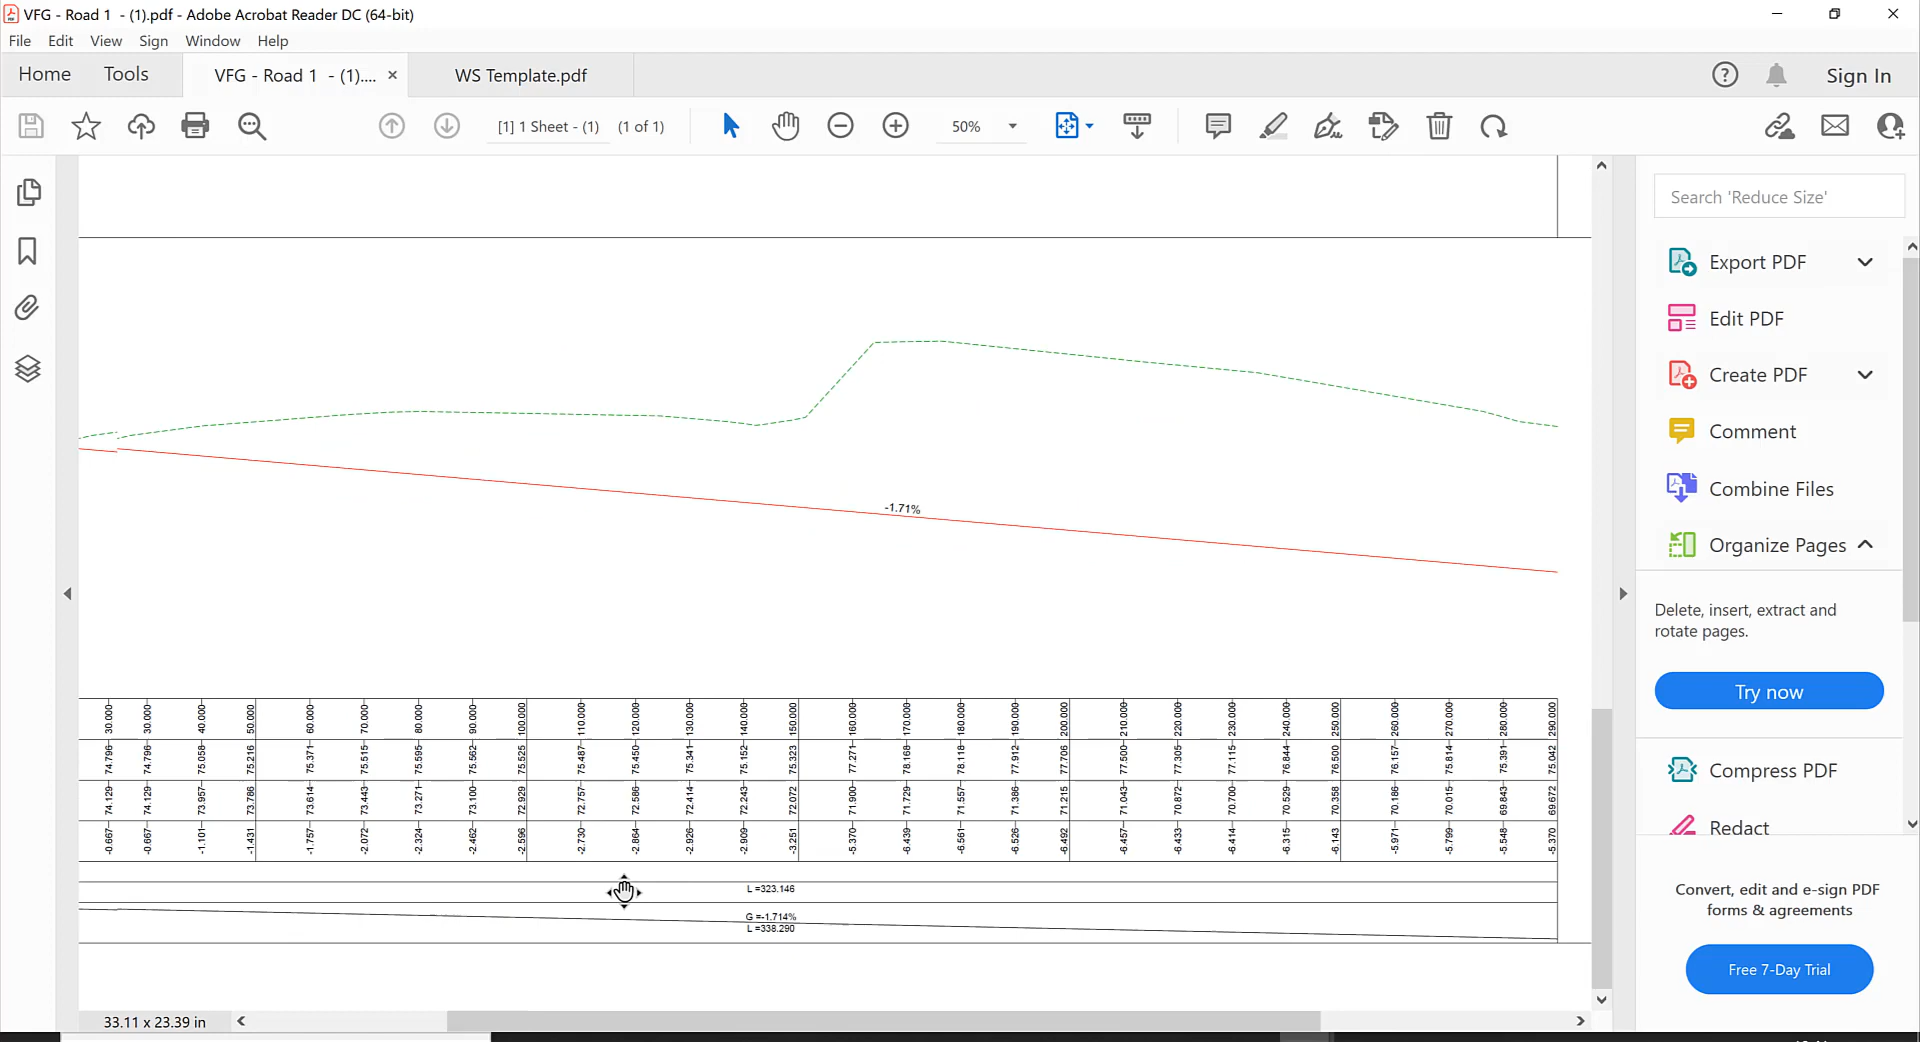 VFG - Road 1 - (1).pdf - Adobe Acrobat Reader DC (64-bit)
File Edit View Sign Window Help
Home Tools VFG - Road 1 - (1).... × WS Template.pdf Sign In
[1] 1 Sheet - (1) (1 of 1) 50%
Search 'Reduce Size'
Export PDF
Edit PDF
Create PDF
Comment
Combine Files
Organize Pages
Delete, insert, extract and
rotate pages.
Try now
Compress PDF
Redact
Convert, edit and e-sign PDF
forms & agreements
Free 7-Day Trial
-1.71%
30.000 30.000 40.000 50.000 60.000 70.000 80.000 90.000 100.000 110.000 120.000 130.000 140.000 150.000 160.000 170.000 180.000 190.000 200.000 210.000 220.000 230.000 240.000 250.000 260.000 270.000 280.000 290.000
74.796 74.796 75.058 75.216 75.371 75.515 75.595 75.562 75.525 75.487 75.450 75.341 75.152 75.323 77.271 78.168 78.118 77.912 77.706 77.500 77.305 77.115 76.844 76.500 76.157 75.814 75.391 75.042
74.129 74.129 73.957 73.786 73.614 73.443 73.271 73.100 72.929 72.757 72.586 72.414 72.243 72.072 71.900 71.729 71.557 71.386 71.215 71.043 70.872 70.700 70.529 70.358 70.186 70.015 69.843 69.672
-0.667 -0.667 -1.101 -1.431 -1.757 -2.072 -2.324 -2.462 -2.596 -2.730 -2.864 -2.926 -2.909 -3.251 -5.370 -6.439 -6.561 -6.526 -6.492 -6.457 -6.433 -6.414 -6.315 -6.143 -5.971 -5.799 -5.548 -5.370
L =323.146
G =-1.714%
L =338.290
33.11 x 23.39 in